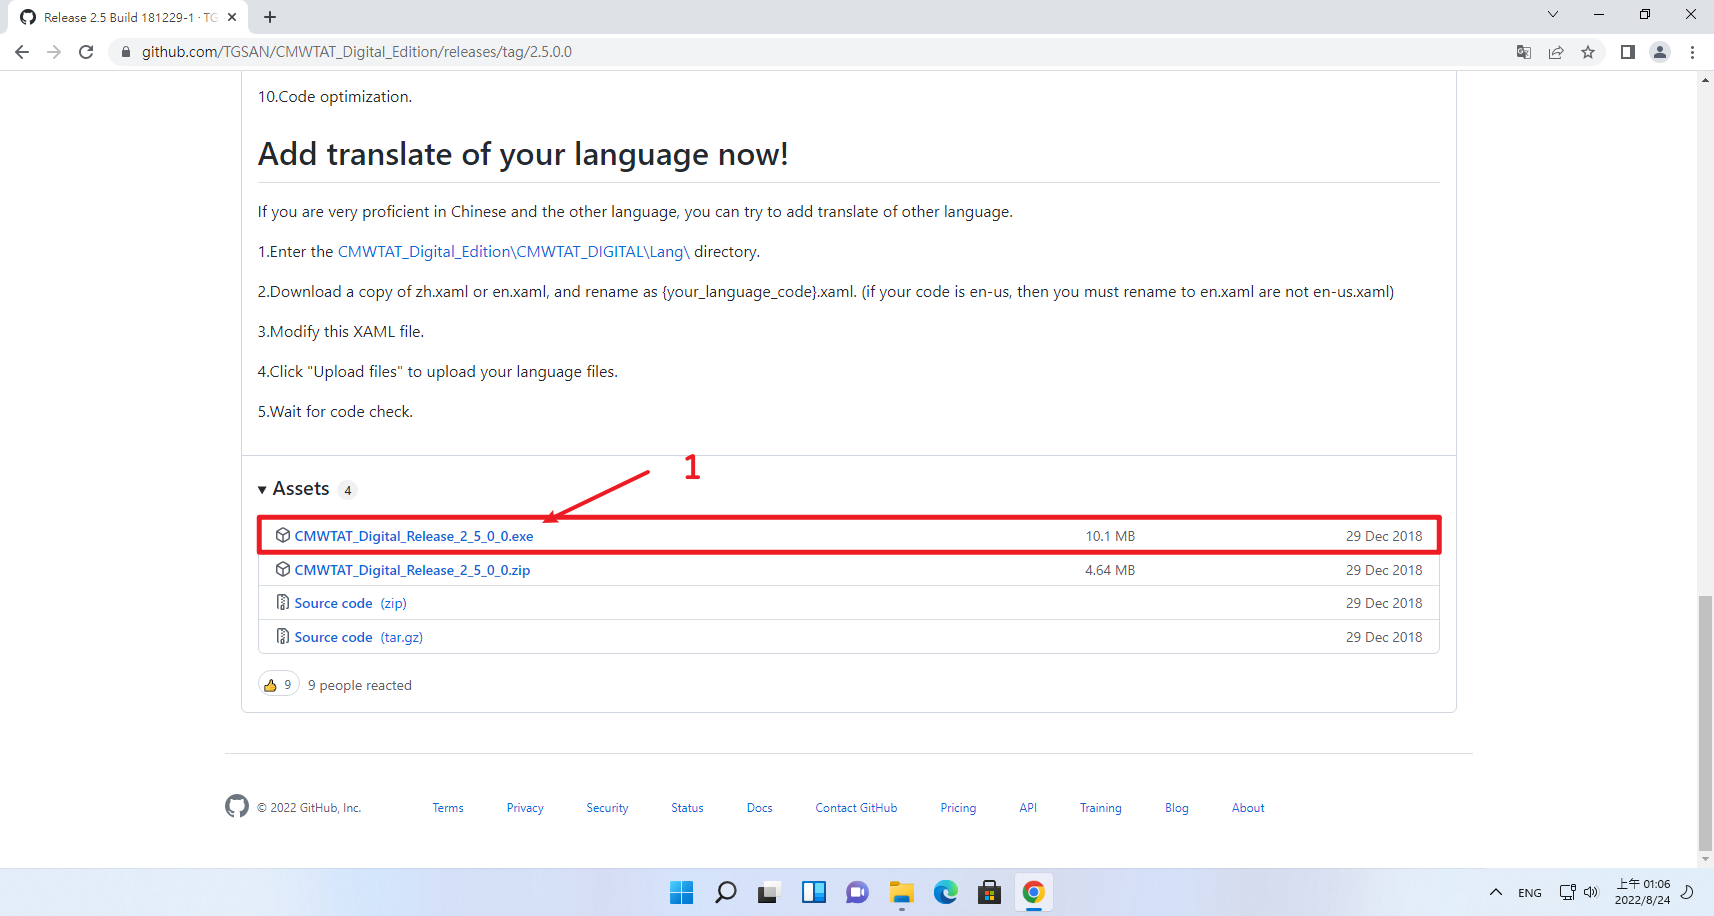 Release 2.5 Build 181229-1 · TG
github.com/TGSAN/CMWTAT_Digital_Edition/releases/tag/2.5.0.0
10.Code optimization.
Add translate of your language now!
If you are very proficient in Chinese and the other language, you can try to add translate of other language.
1.Enter the CMWTAT_Digital_Edition\CMWTAT_DIGITAL\Lang\ directory.
2.Download a copy of zh.xaml or en.xaml, and rename as {your_language_code}.xaml. (if your code is en-us, then you must rename to en.xaml are not en-us.xaml)
3.Modify this XAML file.
4.Click "Upload files" to upload your language files.
5.Wait for code check.
1
Assets 4
CMWTAT_Digital_Release_2_5_0_0.exe 10.1 MB 29 Dec 2018
CMWTAT_Digital_Release_2_5_0_0.zip 4.64 MB 29 Dec 2018
Source code (zip) 29 Dec 2018
Source code (tar.gz) 29 Dec 2018
9 9 people reacted
© 2022 GitHub, Inc. Terms Privacy Security Status Docs Contact GitHub Pricing API Training Blog About
ENG
上午 01:06
2022/8/24